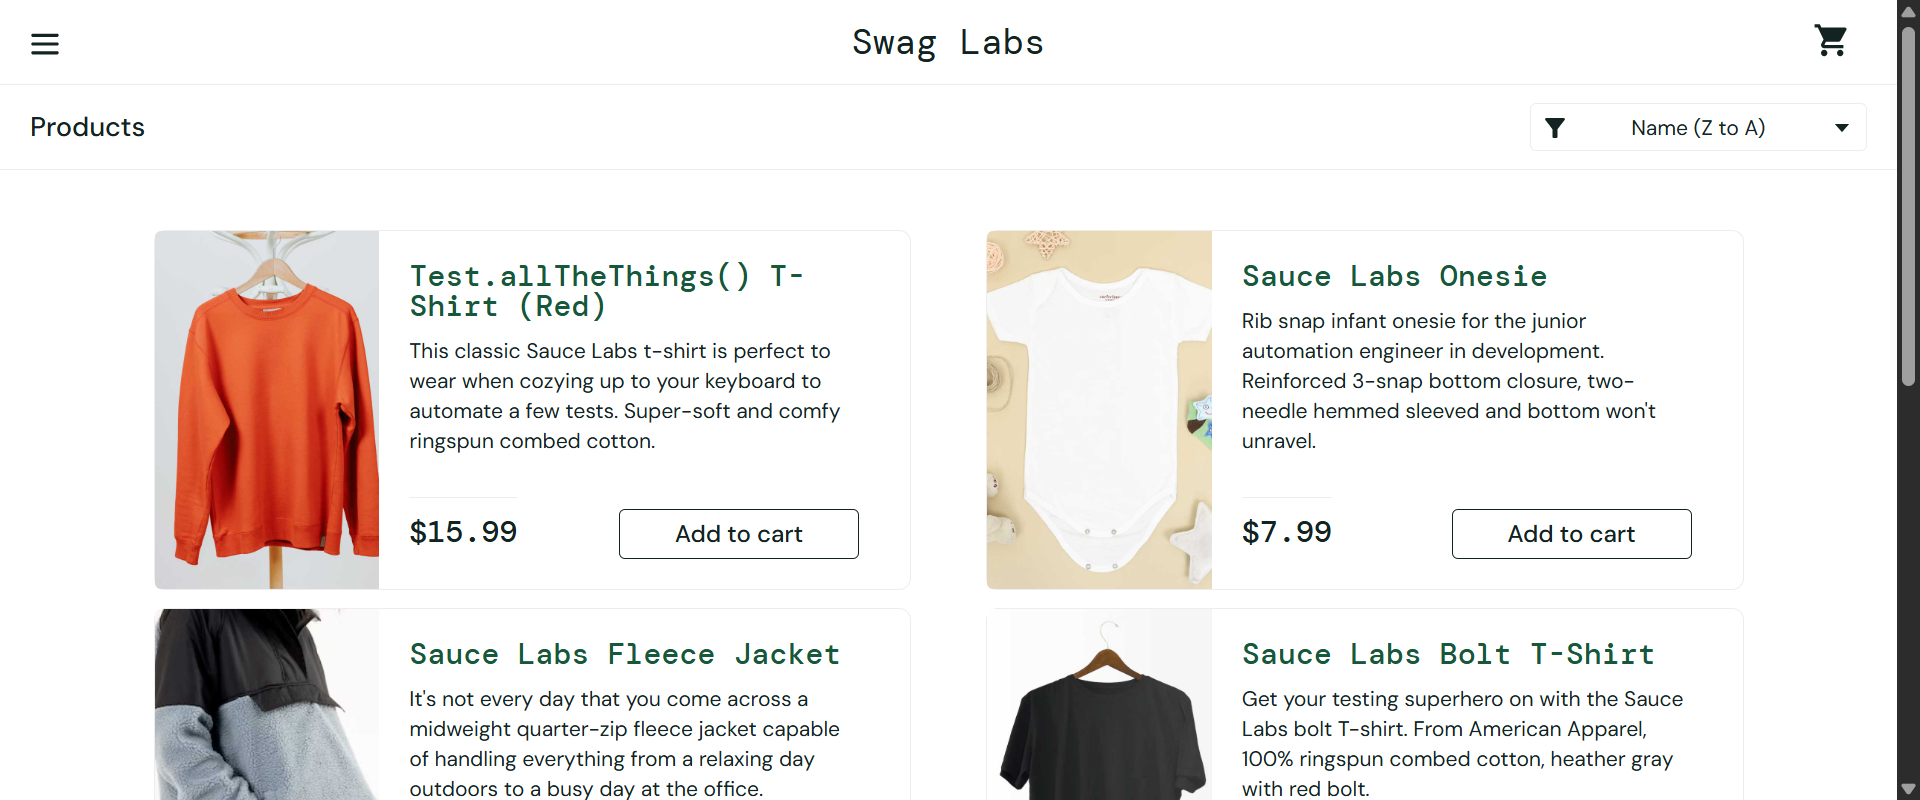 Swag Labs
Products
Name (Z to A)
Test.allTheThings() T-
Shirt (Red)
This classic Sauce Labs t-shirt is perfect to
wear when cozying up to your keyboard to
automate a few tests. Super-soft and comfy
ringspun combed cotton.
$15.99
Add to cart
Sauce Labs Onesie
Rib snap infant onesie for the junior
automation engineer in development.
Reinforced 3-snap bottom closure, two-
needle hemmed sleeved and bottom won't
unravel.
$7.99
Add to cart
Sauce Labs Fleece Jacket
It's not every day that you come across a
midweight quarter-zip fleece jacket capable
of handling everything from a relaxing day
outdoors to a busy day at the office.
Sauce Labs Bolt T-Shirt
Get your testing superhero on with the Sauce
Labs bolt T-shirt. From American Apparel,
100% ringspun combed cotton, heather gray
with red bolt.